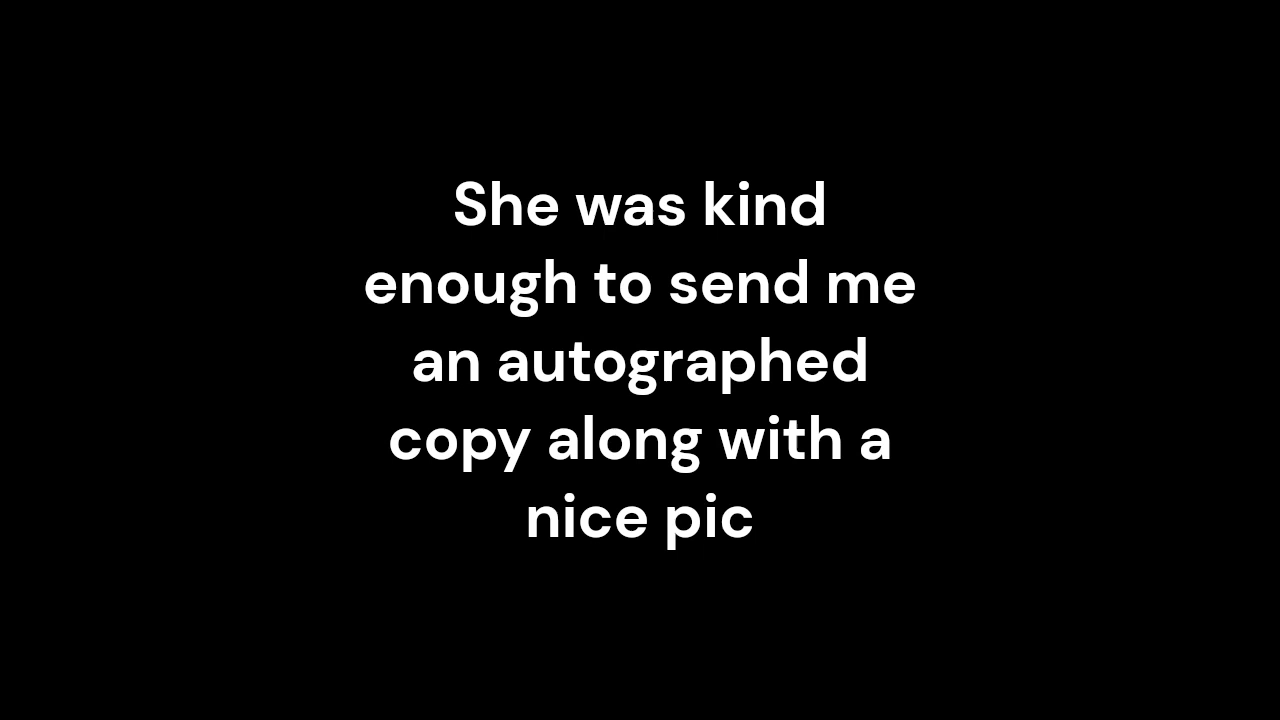 She was kind
enough to send me
an autographed
copy along with a
nice pic